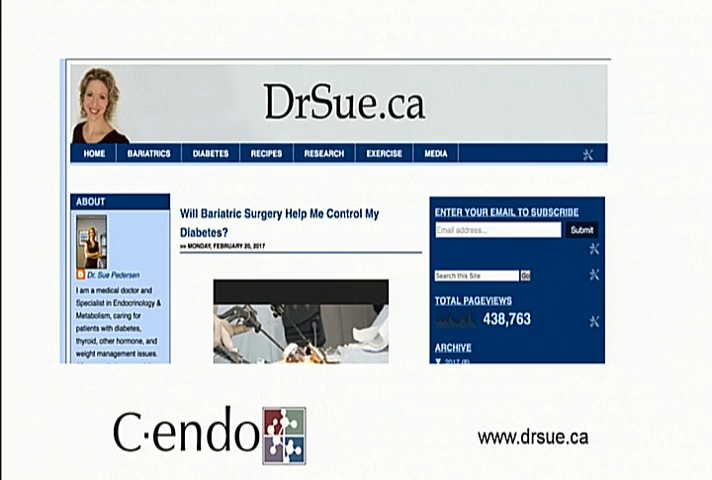 DrSue.ca
HOME BARIATRICS DIABETES RECIPES RESEARCH EXERCISE MEDIA
ABOUT
Dr. Sue Pedersen
I am a medical doctor and
Specialist in Endocrinology &
Metabolism, caring for
patients with diabetes,
thyroid, other hormone, and
weight management issues.
Will Bariatric Surgery Help Me Control My
Diabetes?
>> MONDAY, FEBRUARY 20, 2017
ENTER YOUR EMAIL TO SUBSCRIBE
Email address... Submit
Search this Site Go
TOTAL PAGEVIEWS
438,763
ARCHIVE
▼ 2017 (8)
C·endo
www.drsue.ca